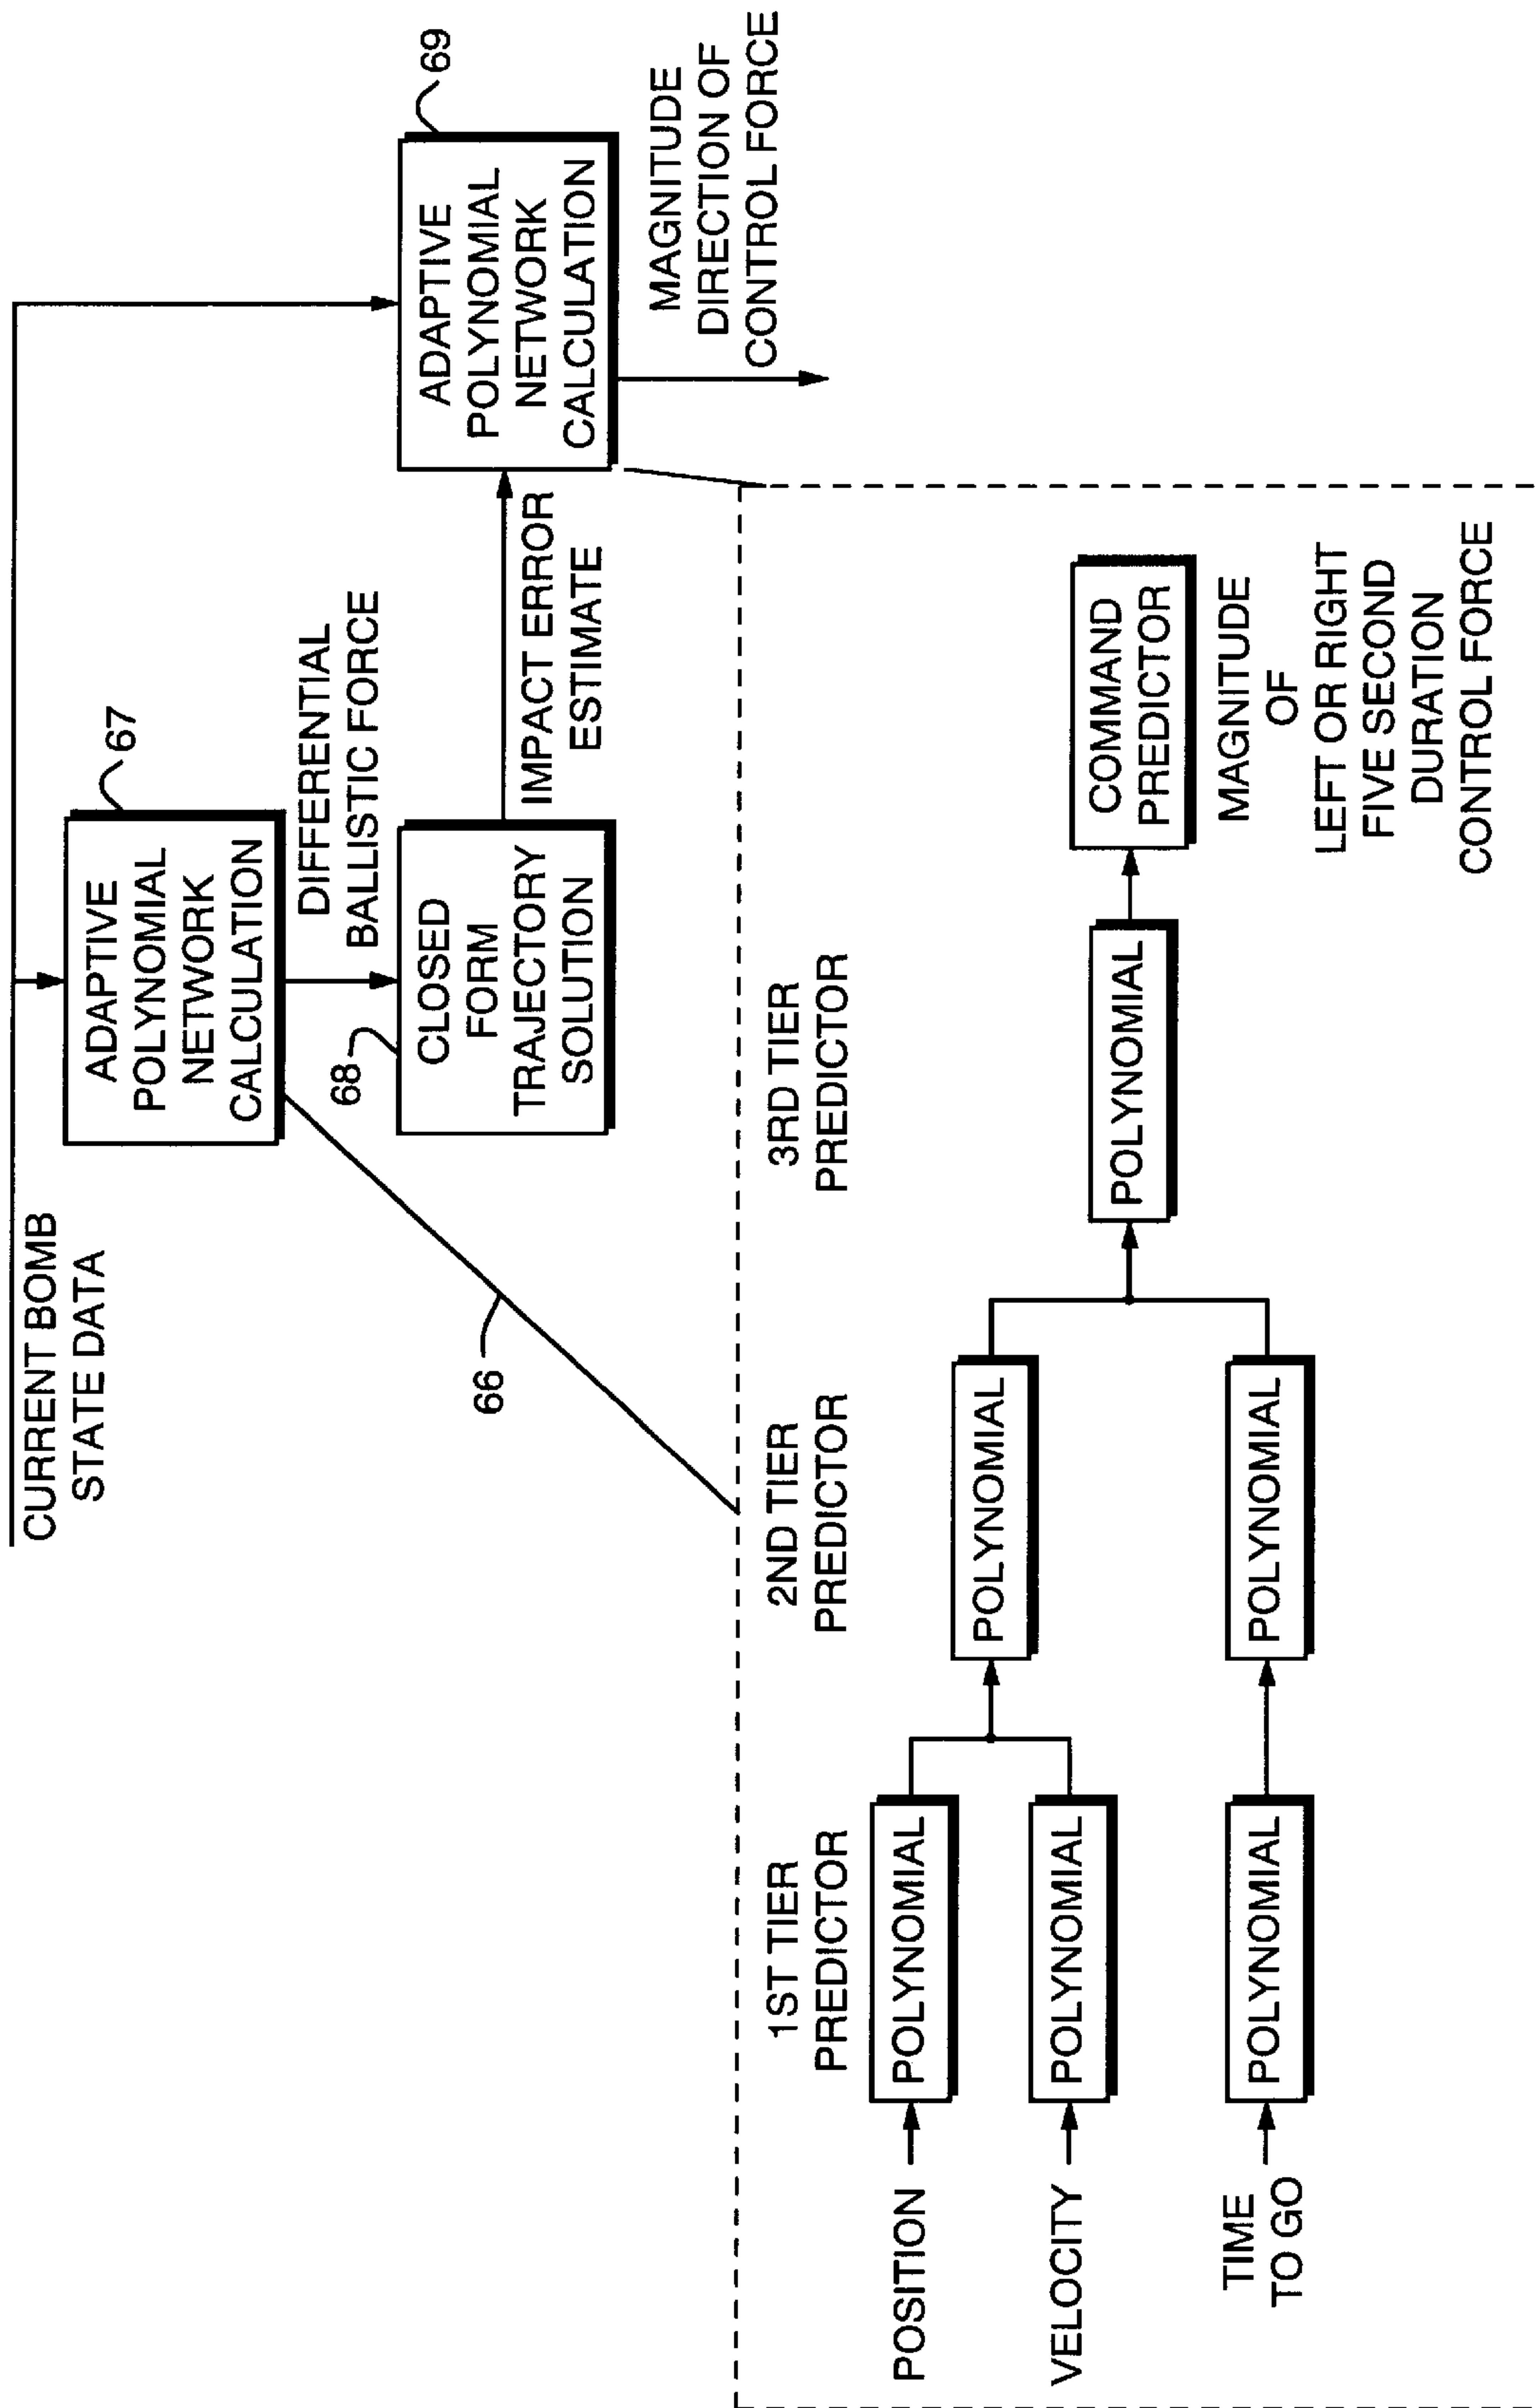 CURRENT BOMB
STATE DATA
67
ADAPTIVE
POLYNOMIAL
NETWORK
CALCULATION
DIFFERENTIAL
BALLISTIC FORCE
68
CLOSED
FORM
TRAJECTORY
SOLUTION
IMPACT ERROR
ESTIMATE
69
ADAPTIVE
POLYNOMIAL
NETWORK
CALCULATION
MAGNITUDE
DIRECTION OF
CONTROL FORCE
66
1ST TIER
PREDICTOR
2ND TIER
PREDICTOR
3RD TIER
PREDICTOR
POSITION
POLYNOMIAL
VELOCITY
POLYNOMIAL
TIME
TO GO
POLYNOMIAL
POLYNOMIAL
POLYNOMIAL
POLYNOMIAL
COMMAND
PREDICTOR
MAGNITUDE
OF
LEFT OR RIGHT
FIVE SECOND
DURATION
CONTROL FORCE